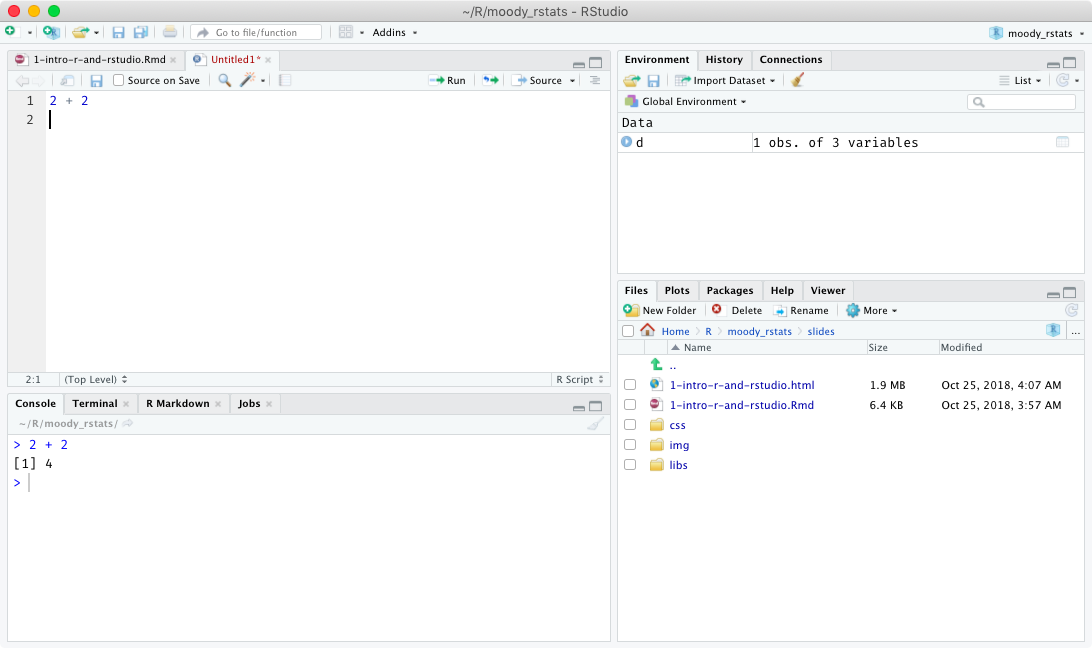 ~/R/moody_rstats - RStudio
Go to file/function
Addins
moody_rstats
1-intro-r-and-rstudio.Rmd
Untitled1*
Source on Save
Run
Source
1 2 + 2
2
2:1
(Top Level)
R Script
Console
Terminal
R Markdown
Jobs
~/R/moody_rstats/
> 2 + 2
[1] 4
>
Environment
History
Connections
Import Dataset
List
Global Environment
Data
d
1 obs. of 3 variables
Files
Plots
Packages
Help
Viewer
New Folder
Delete
Rename
More
Home
R
moody_rstats
slides
...
Name
Size
Modified
..
1-intro-r-and-rstudio.html 1.9 MB Oct 25, 2018, 4:07 AM
1-intro-r-and-rstudio.Rmd 6.4 KB Oct 25, 2018, 3:57 AM
css
img
libs